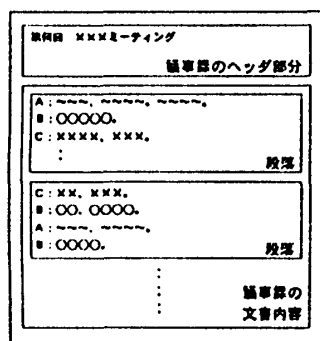 第何回 ×××ミーティング
議事録のヘッダ部分
A：~~~、~~~~。~~~~。
B：○○○○○。
C：××××、×××。
：
段落
C：××、×××。
B：○○、○○○○。
A：~~~、~~~~。
B：○○○○。
段落
議事録の
文書内容